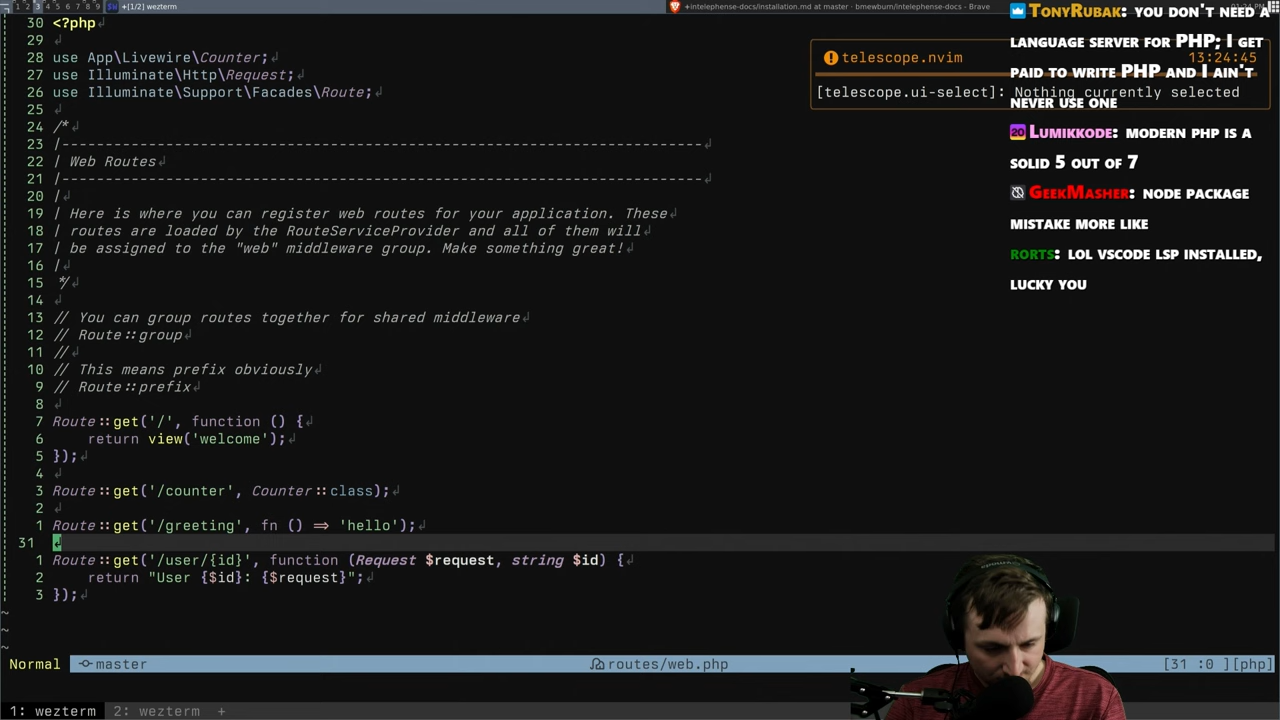 1 2 3 4 5 6 7 8 9 +[1/2] wezterm
+intelephense-docs/installation.md at master · bmewburn/intelephense-docs - Brave
30 <?php
29
28 use App\Livewire\Counter;
27 use Illuminate\Http\Request;
26 use Illuminate\Support\Facades\Route;
25
24 /*
23 |--------------------------------------------------------------------------
22 | Web Routes
21 |--------------------------------------------------------------------------
20 |
19 | Here is where you can register web routes for your application. These
18 | routes are loaded by the RouteServiceProvider and all of them will
17 | be assigned to the "web" middleware group. Make something great!
16 |
15 */
14
13 // You can group routes together for shared middleware
12 // Route::group
11 //
10 // This means prefix obviously
9 // Route::prefix
8
7 Route::get('/', function () {
6 return view('welcome');
5 });
4
3 Route::get('/counter', Counter::class);
2
1 Route::get('/greeting', fn () => 'hello');
31
1 Route::get('/user/{id}', function (Request $request, string $id) {
2 return "User {$id}: {$request}";
3 });
~
~
~
Normal master routes/web.php [31 :0 ][php]
1: wezterm 2: wezterm +
telescope.nvim 13:24:45
[telescope.ui-select]: Nothing currently selected
TonyRubak: you don't need a
language server for PHP; I get
paid to write PHP and I ain't
never use one
20 Lumikkode: modern php is a
solid 5 out of 7
GeekMasher: node package
mistake more like
rorts: lol vscode lsp installed,
lucky you